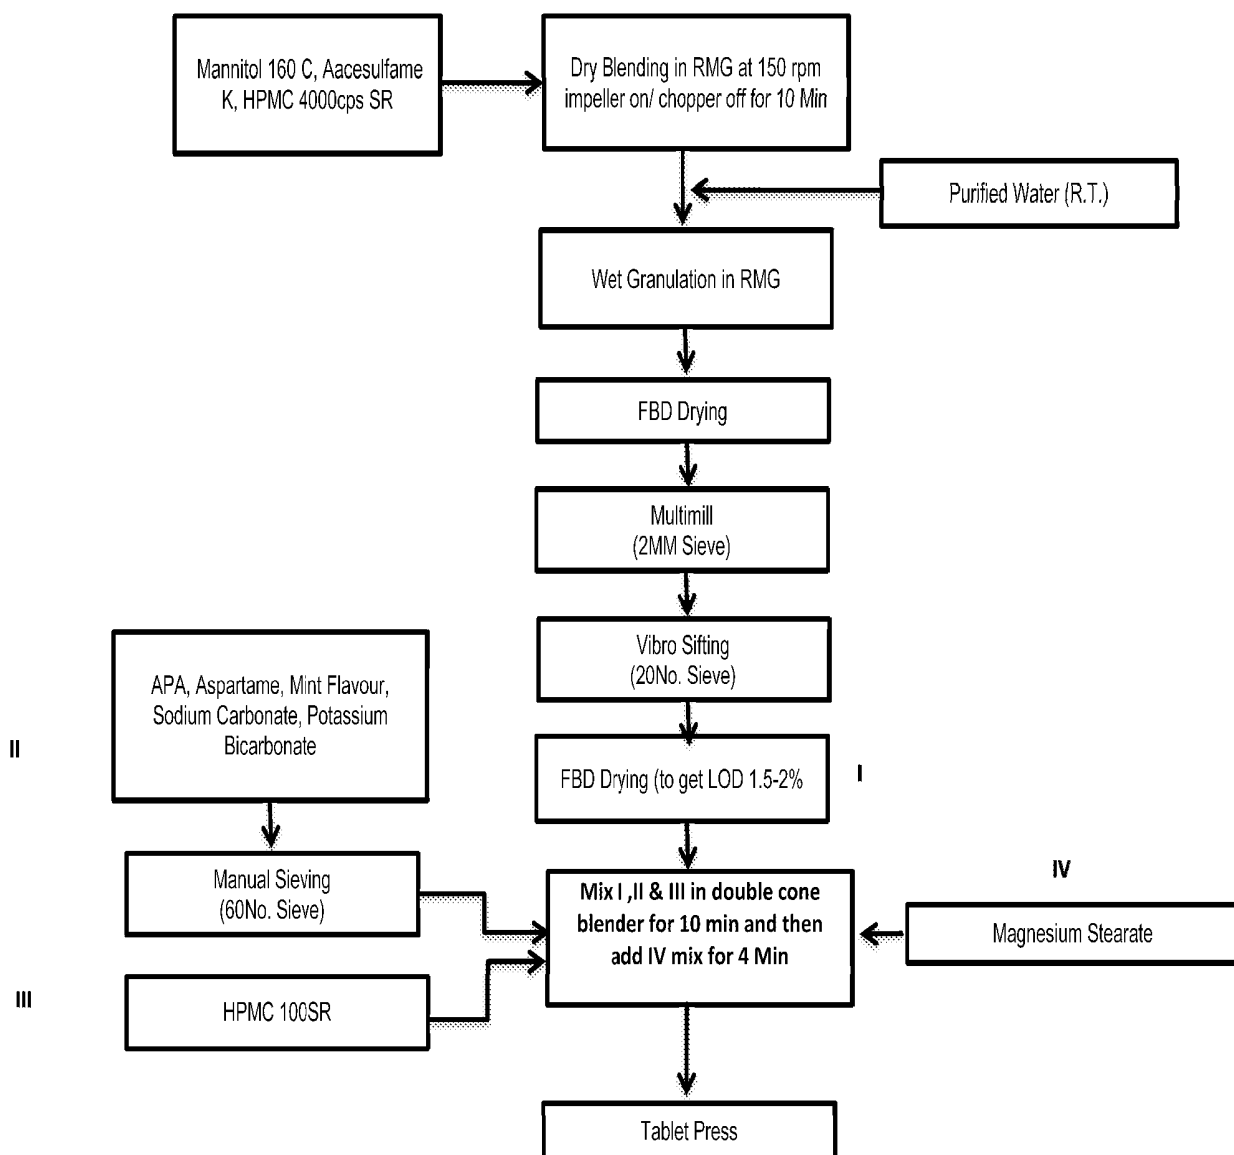 Mannitol 160 C, Aacesulfame
K, HPMC 4000cps SR
Dry Blending in RMG at 150 rpm
impeller on/ chopper off for 10 Min
Purified Water (R.T.)
Wet Granulation in RMG
FBD Drying
Multimill
(2MM Sieve)
Vibro Sifting
(20No. Sieve)
APA, Aspartame, Mint Flavour,
Sodium Carbonate, Potassium
Bicarbonate
II
FBD Drying (to get LOD 1.5-2%
I
Manual Sieving
(60No. Sieve)
Mix I ,II & III in double cone
blender for 10 min and then
add IV mix for 4 Min
IV
Magnesium Stearate
III
HPMC 100SR
Tablet Press